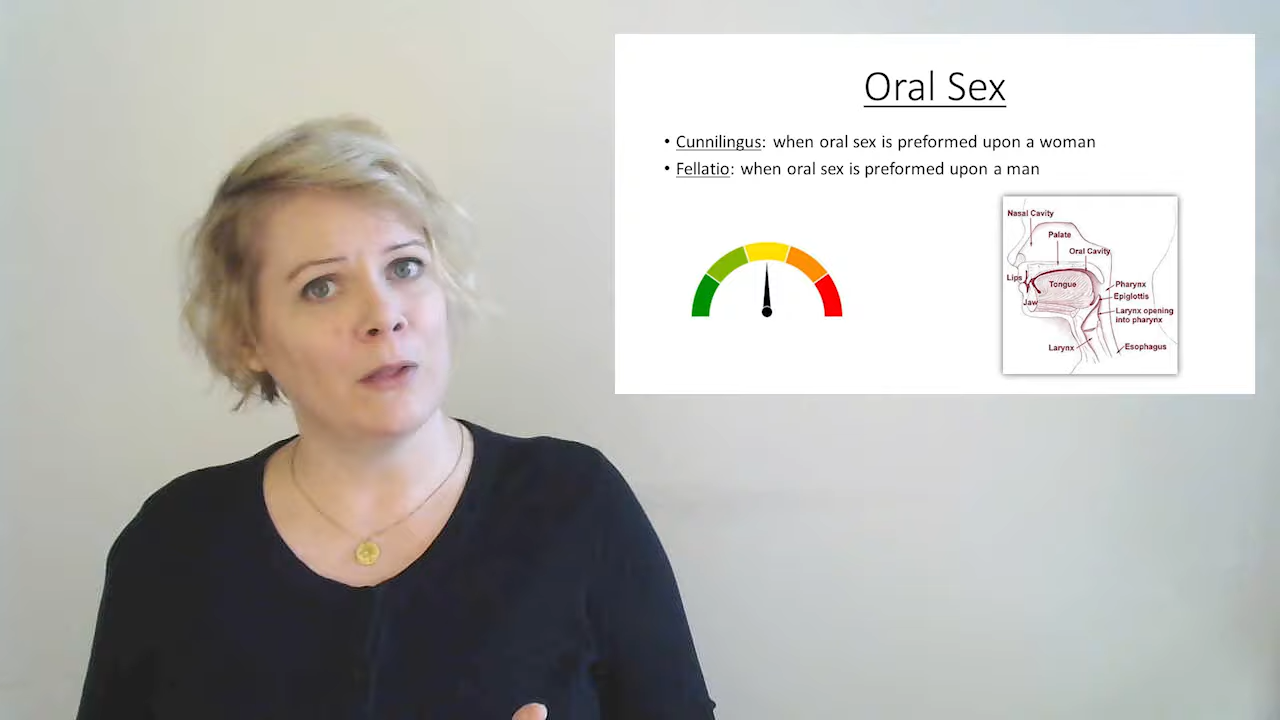 Oral Sex
• Cunnilingus: when oral sex is preformed upon a woman
• Fellatio: when oral sex is preformed upon a man
Nasal Cavity
Palate
Oral Cavity
Lips
Tongue
Pharynx
Epiglottis
Jaw
Larynx opening
into pharynx
Larynx
Esophagus